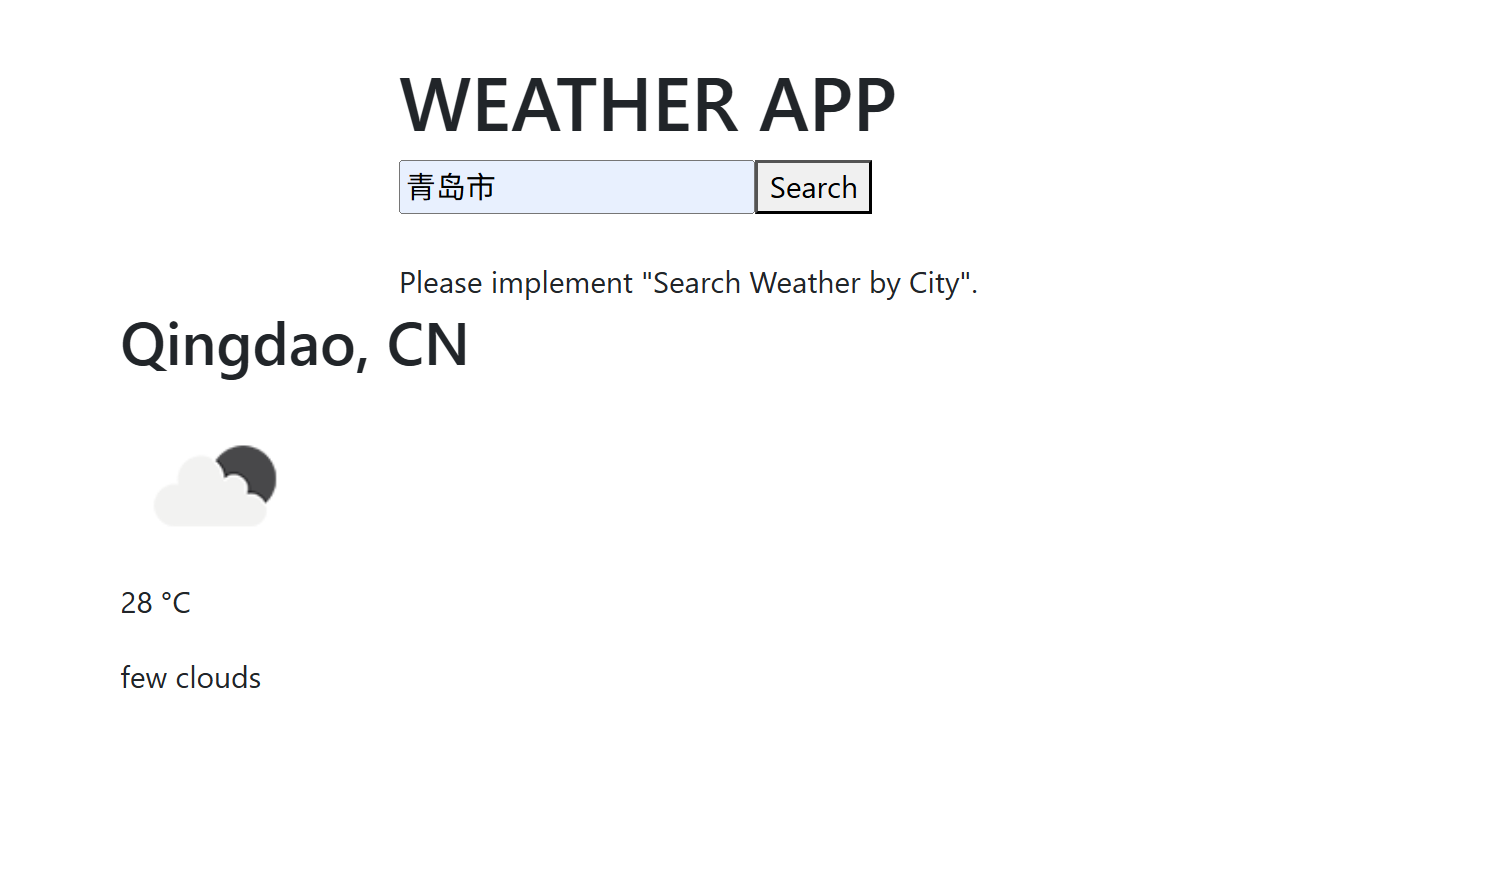 WEATHER APP
青岛市 Search
Please implement "Search Weather by City".
Qingdao, CN
28 °C
few clouds